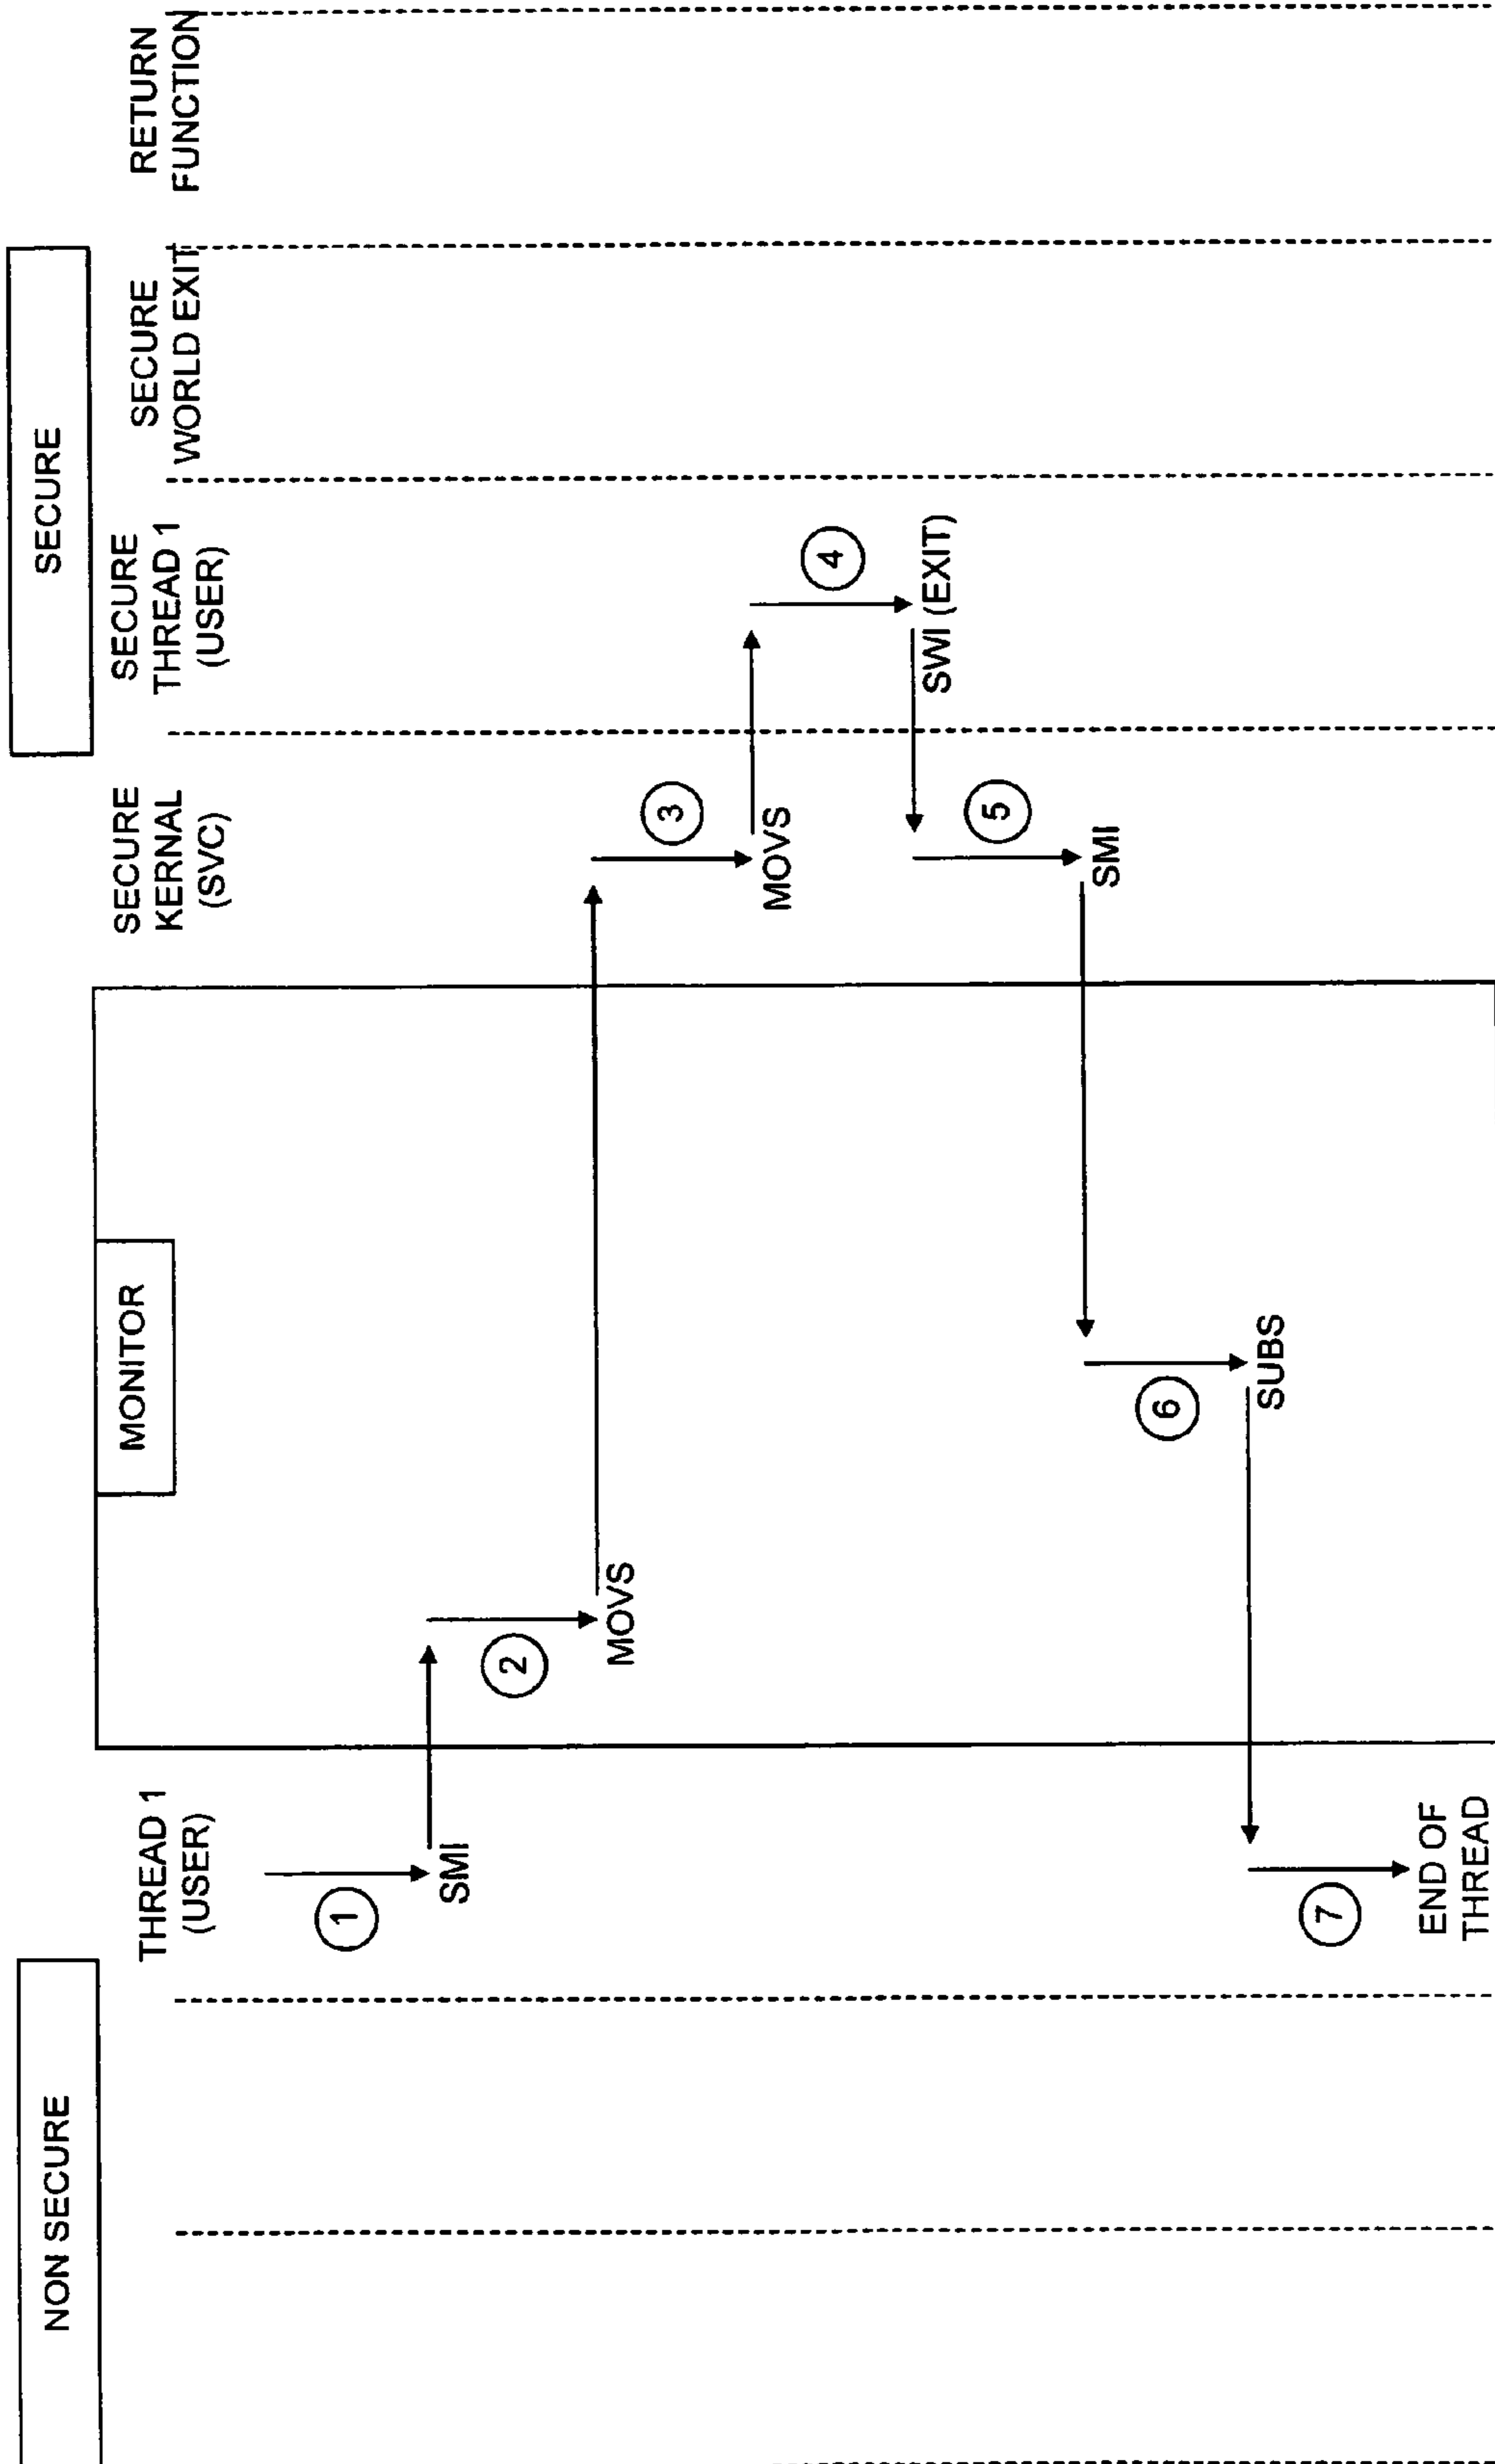 NON SECURE
SECURE
MONITOR
THREAD 1
(USER)
SECURE
KERNAL
(SVC)
SECURE
THREAD 1
(USER)
SECURE
WORLD EXIT
RETURN
FUNCTION
1
SMI
2
MOVS
3
MOVS
4
SWI (EXIT)
5
SMI
6
SUBS
7
END OF
THREAD